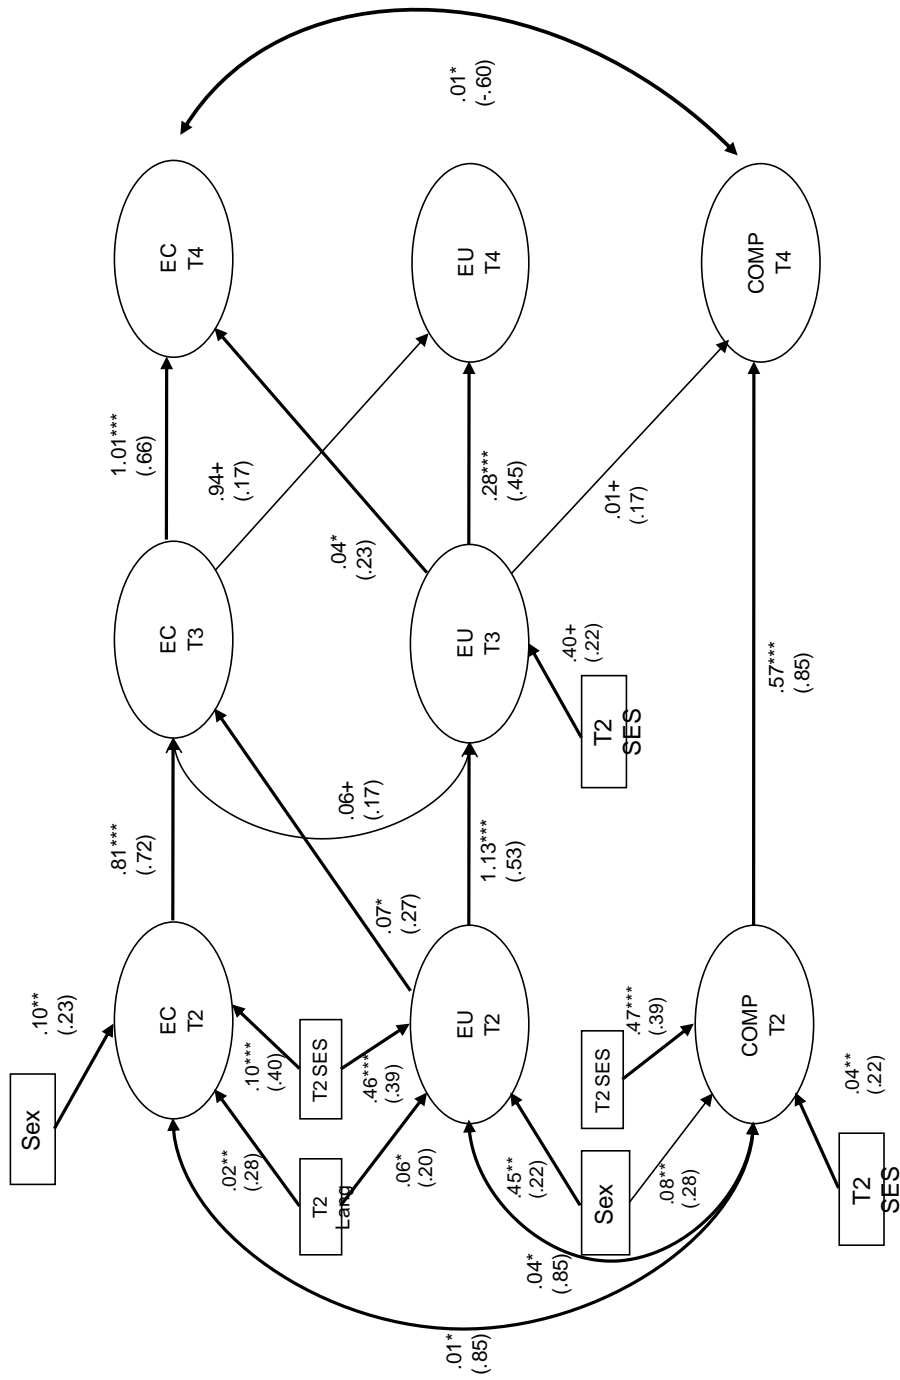 Sex
.10**
(.23)
.81***
(.72)
1.01***
(.66)
EC
T2
EC
T3
EC
T4
.02**
(.28)
.10***
(.40)
.94+
(.17)
T2
Lang
T2 SES
.06+
(.17)
.04*
(.23)
.06*
(.20)
.46***
(.39)
.07*
(.27)
.01*
(.85)
EU
T2
1.13***
(.53)
EU
T3
.28***
(.45)
EU
T4
.01*
(-.60)
.04*
(.85)
.45**
(.22)
Sex
T2 SES
T2
SES
.40+
(.22)
.01+
(.17)
.08**
(.28)
.47***
(.39)
COMP
T2
.57***
(.85)
COMP
T4
T2
SES
.04**
(.22)